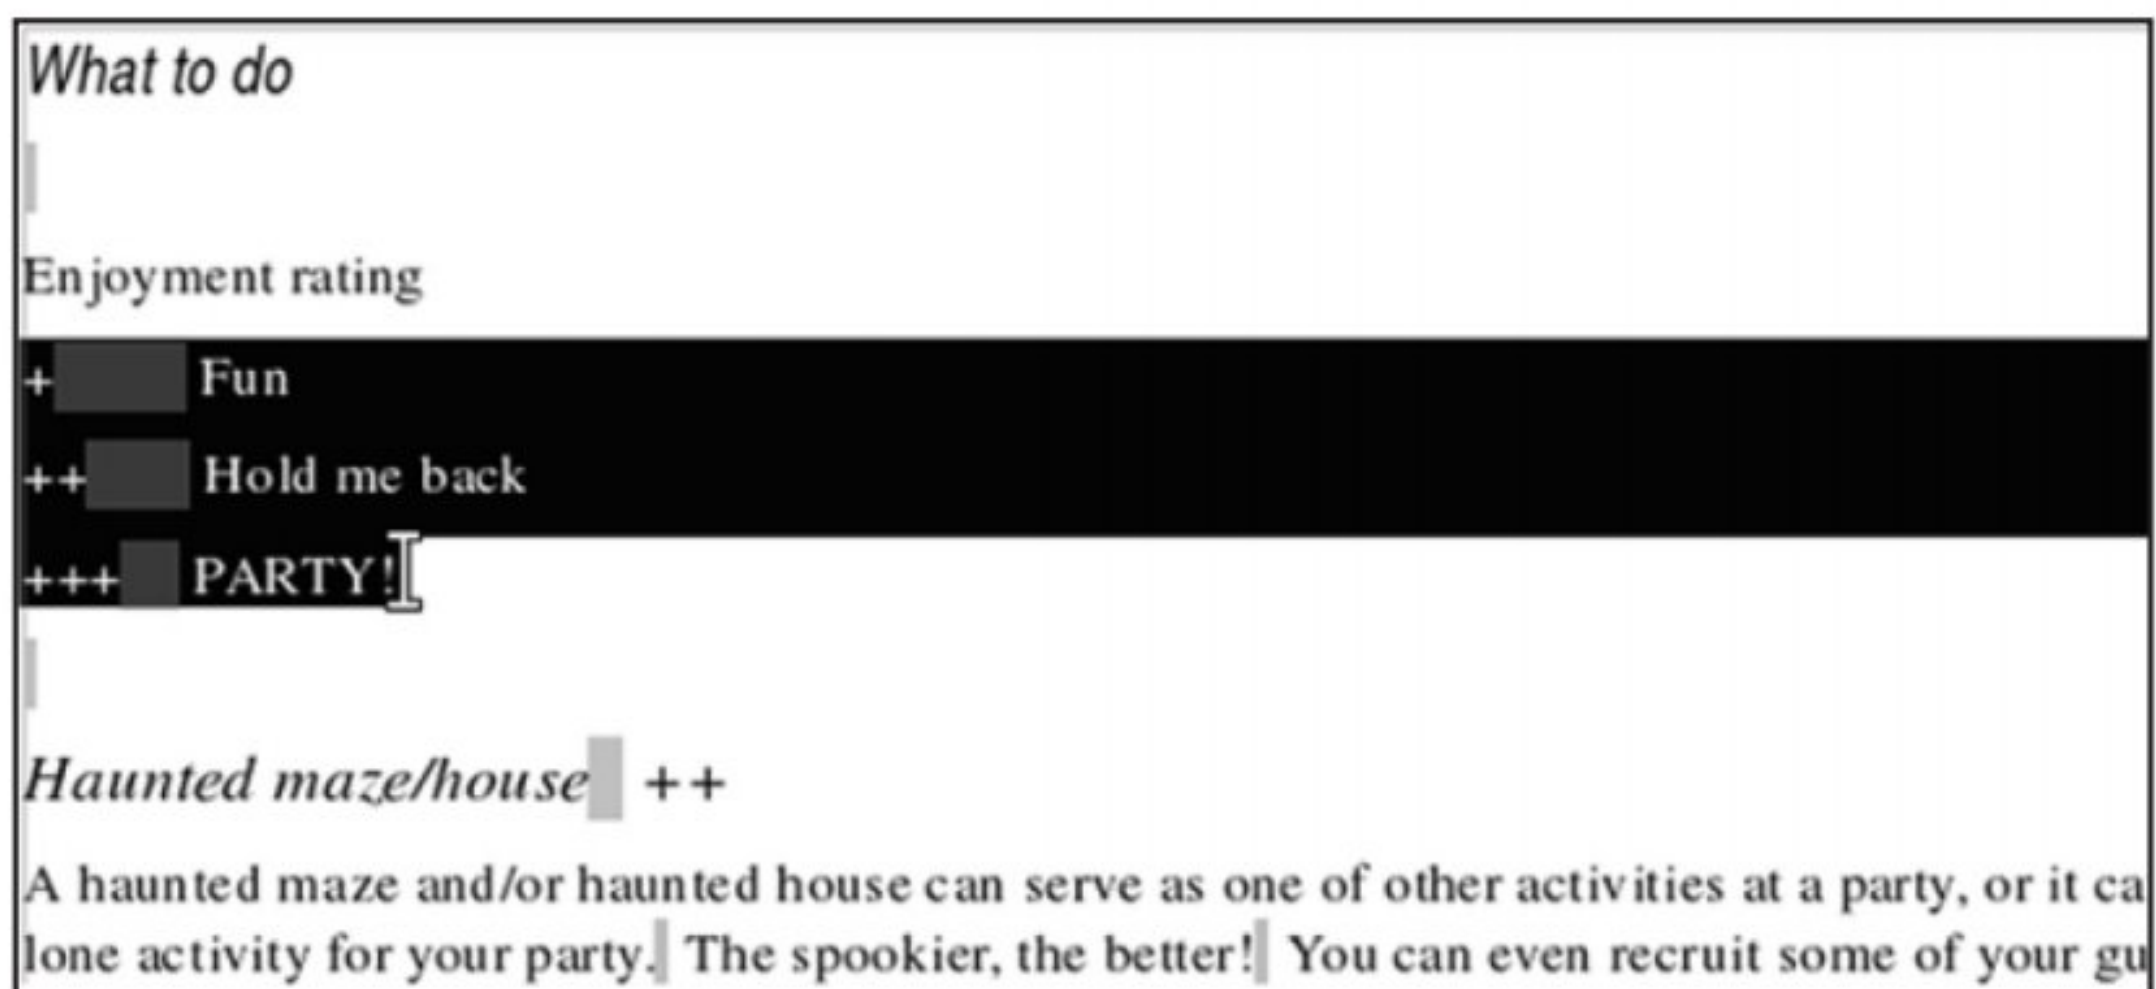 What to do
Enjoyment rating
+ Fun
++ Hold me back
+++ PARTY!
Haunted maze/house ++
A haunted maze and/or haunted house can serve as one of other activities at a party, or it ca
lone activity for your party. The spookier, the better! You can even recruit some of your gu